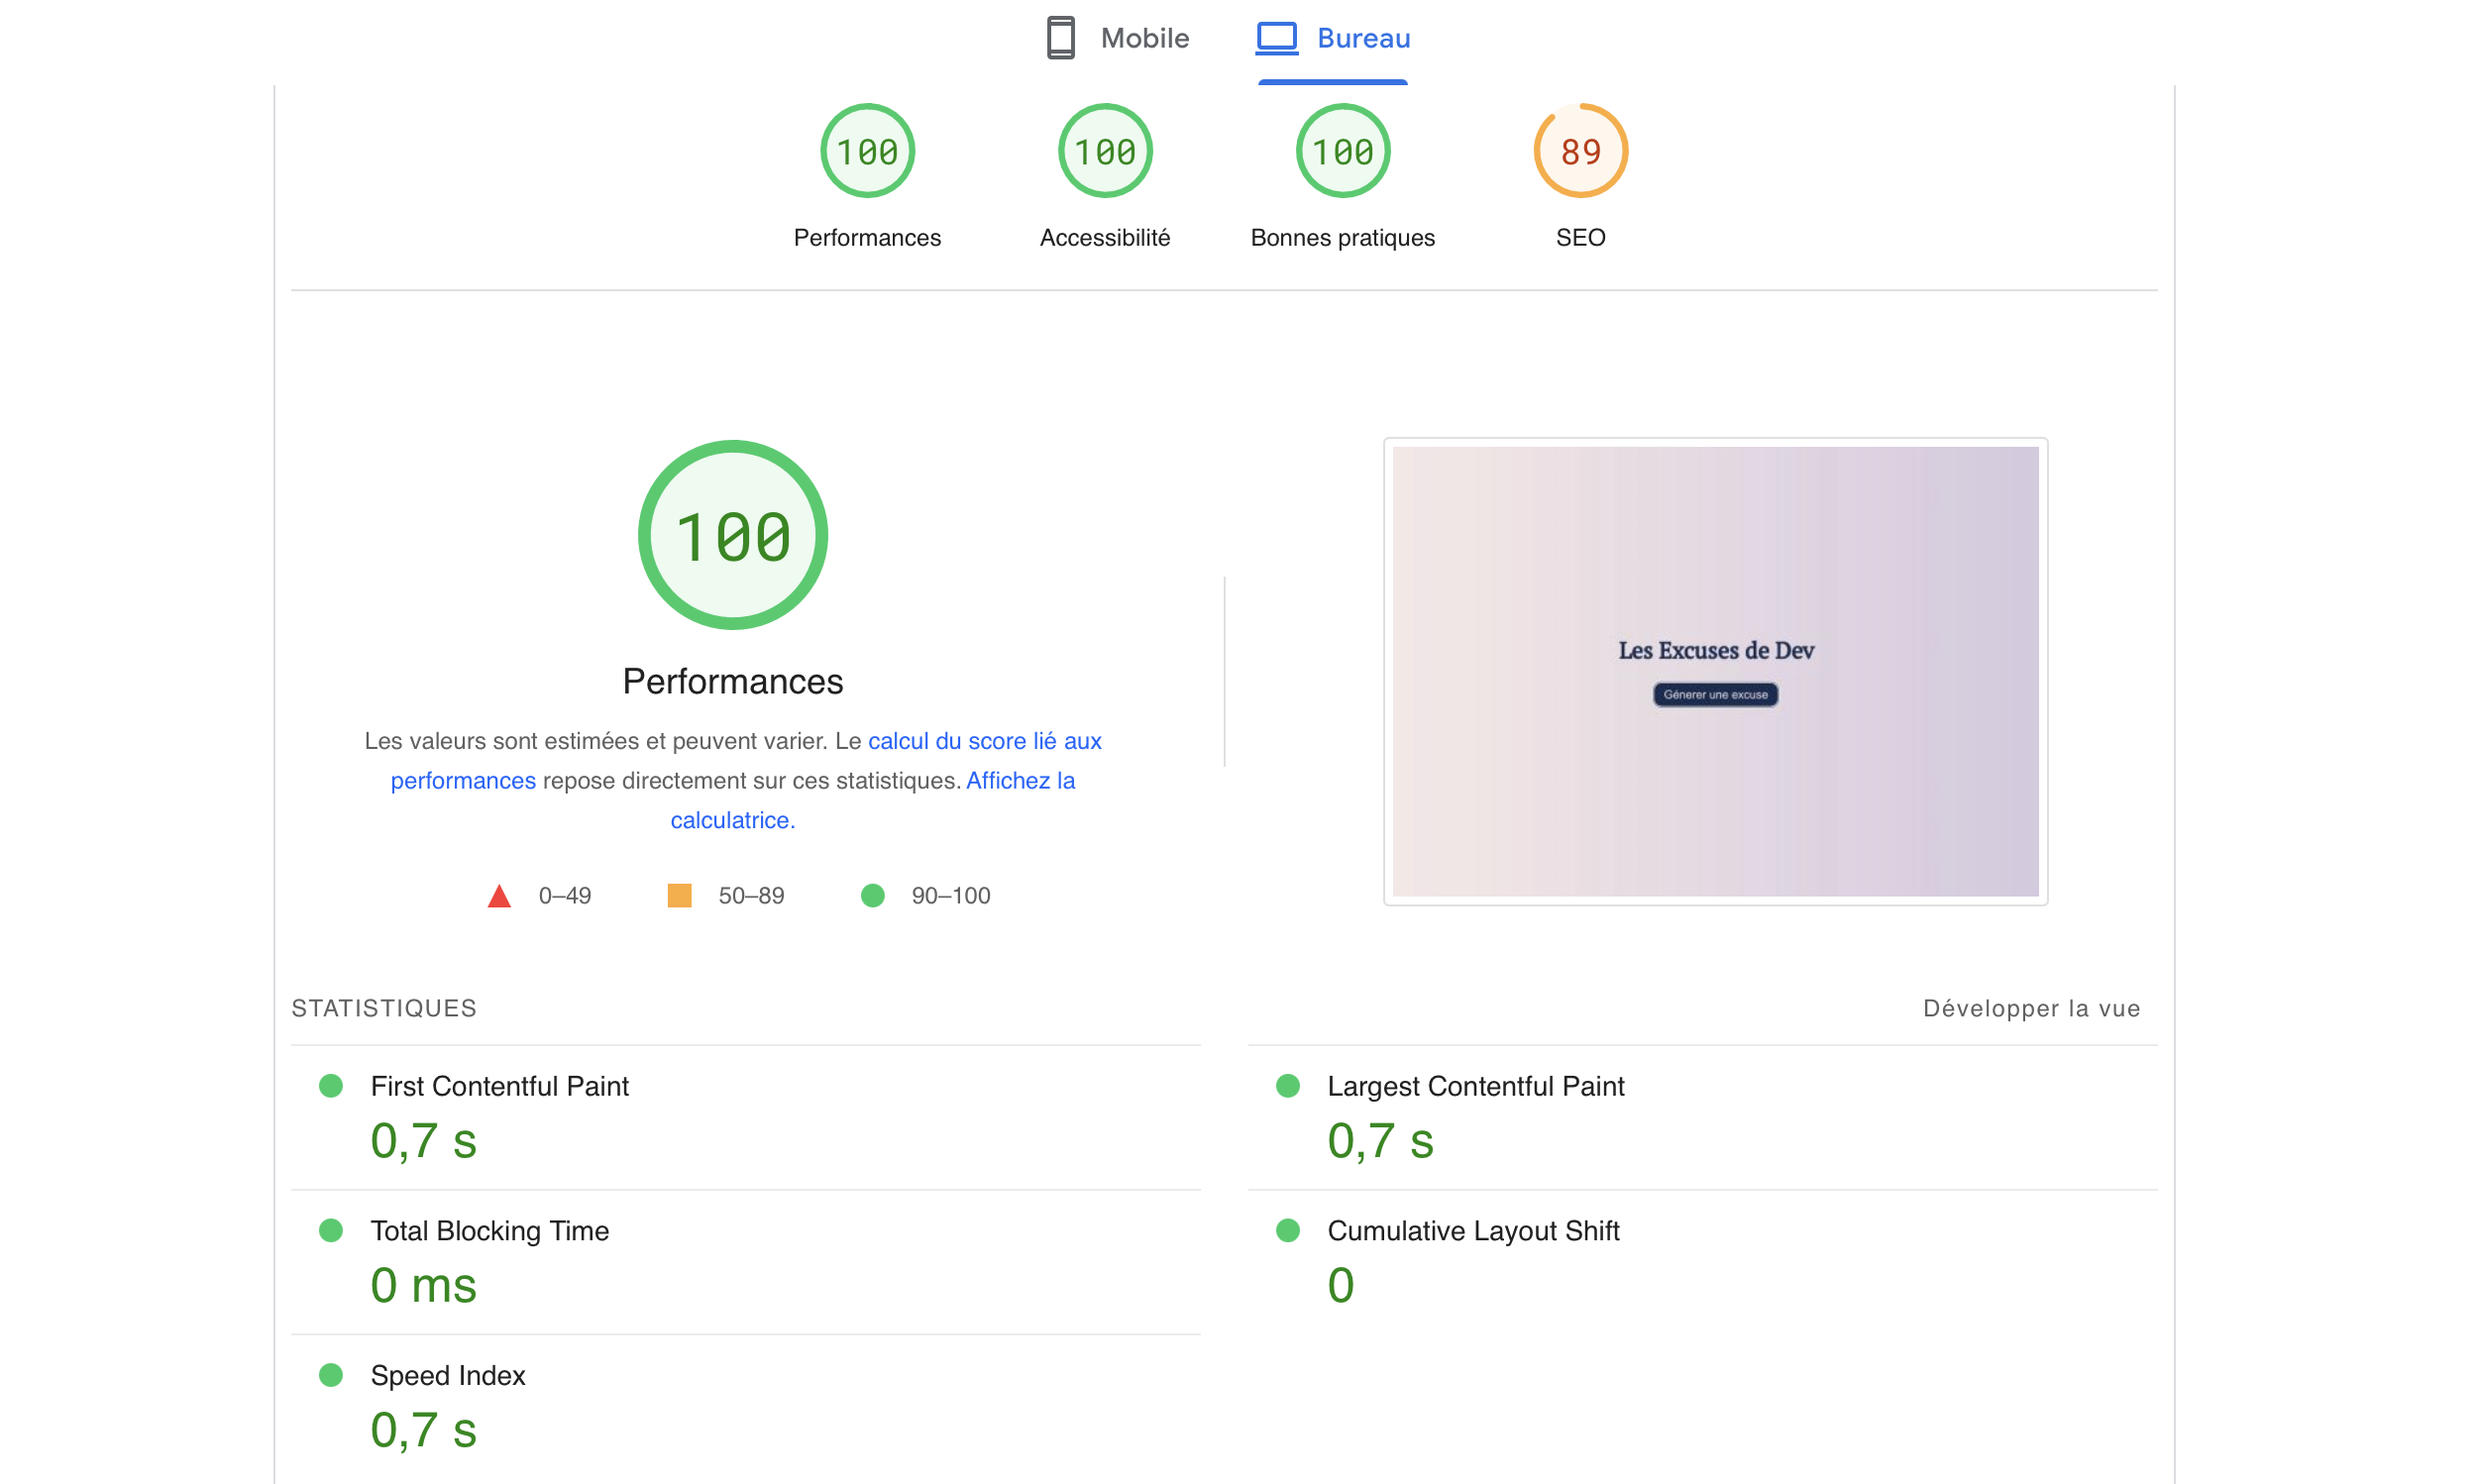 Mobile
Bureau
100
100
100
89
Performances
Accessibilité
Bonnes pratiques
SEO
100
Performances
Les valeurs sont estimées et peuvent varier. Le calcul du score lié aux
performances repose directement sur ces statistiques. Affichez la
calculatrice.
0–49
50–89
90–100
Les Excuses de Dev
Génerer une excuse
STATISTIQUES
Développer la vue
First Contentful Paint
0,7 s
Largest Contentful Paint
0,7 s
Total Blocking Time
0 ms
Cumulative Layout Shift
0
Speed Index
0,7 s